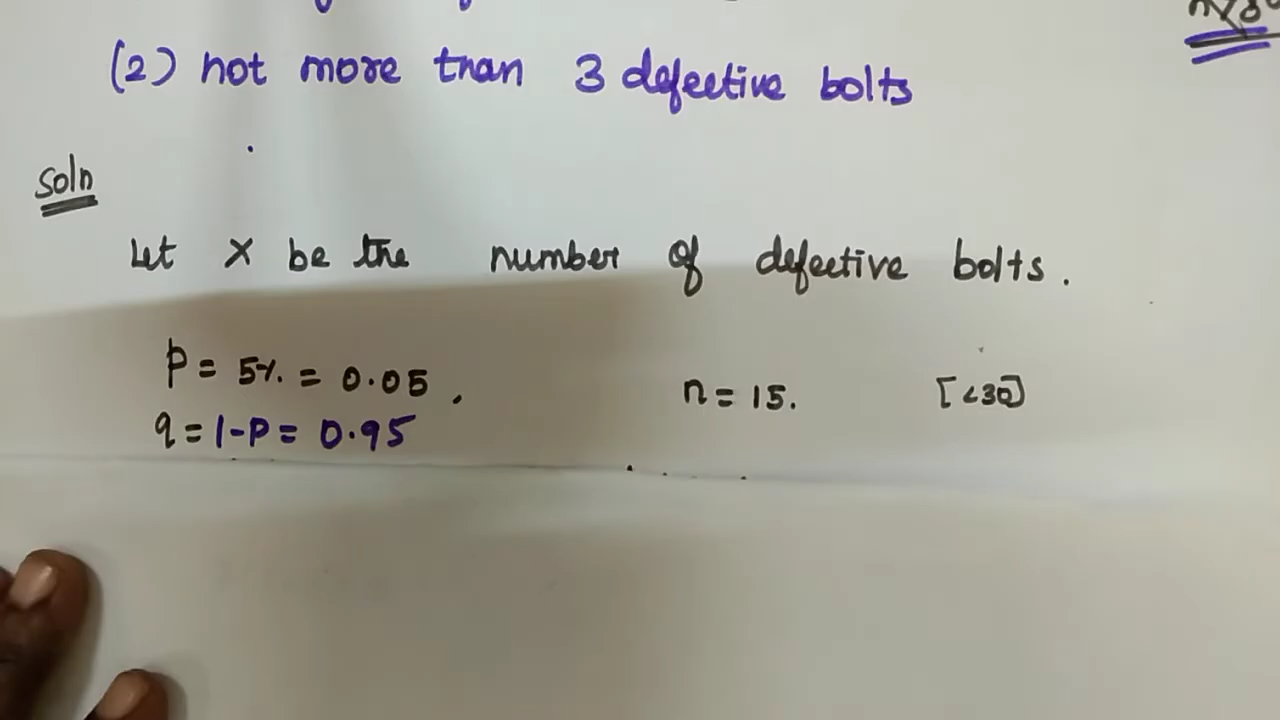 (2) not more than 3 defective bolts
Soln
Let X be the number of defective bolts.
p = 5% = 0.05. n = 15. [<30]
q = 1-P = 0.95